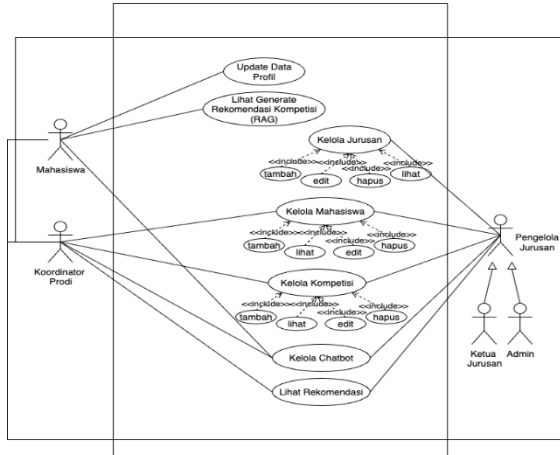 Update Data
Profil
Lihat Generate
Rekomendasi Kompetisi
(RAG)
Mahasiswa
Kelola Jurusan
<<include>>
<<include>>
<<include>>
<<include>>
tambah
edit
hapus
lihat
Kelola Mahasiswa
<<include>>
<<include>>
<<include>>
<<include>>
tambah
lihat
edit
hapus
Koordinator
Prodi
Pengelola
Jurusan
Kelola Kompetisi
<<include>>
<<include>>
<<include>>
<<include>>
tambah
lihat
edit
hapus
Ketua
Jurusan
Admin
Kelola Chatbot
Lihat Rekomendasi